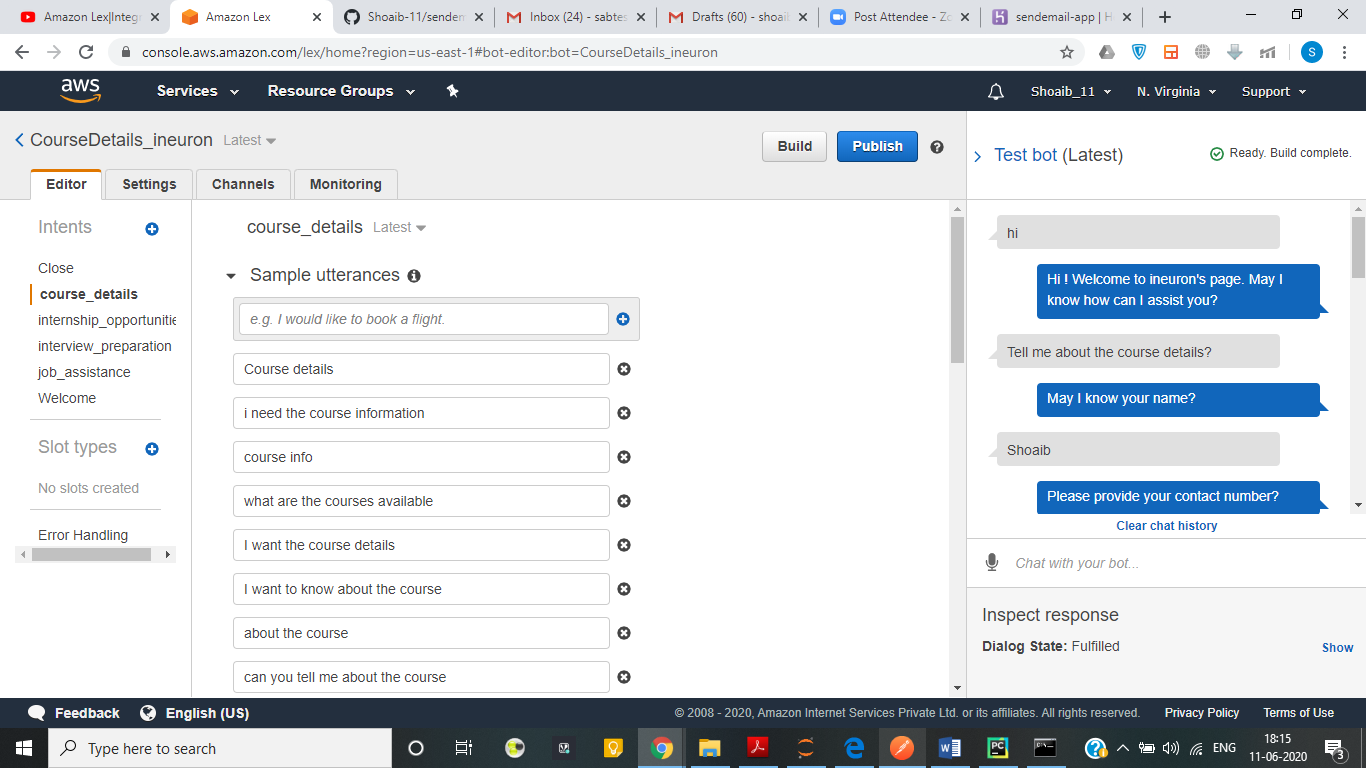 Amazon Lex|Integr
Amazon Lex
Shoaib-11/sendem
Inbox (24) - sabtes
Drafts (60) - shoaib
Post Attendee - Zo
sendemail-app | H
console.aws.amazon.com/lex/home?region=us-east-1#bot-editor:bot=CourseDetails_ineuron
S
aws
Services
Resource Groups
Shoaib_11
N. Virginia
Support
CourseDetails_ineuron
Latest
Build
Publish
Test bot (Latest)
Ready. Build complete.
Editor
Settings
Channels
Monitoring
Intents
Close
course_details
internship_opportunitie
interview_preparation
job_assistance
Welcome
Slot types
No slots created
Error Handling
course_details
Latest
Sample utterances
e.g. I would like to book a flight.
Course details
i need the course information
course info
what are the courses available
I want the course details
I want to know about the course
about the course
can you tell me about the course
hi
Hi ! Welcome to ineuron's page. May I
know how can I assist you?
Tell me about the course details?
May I know your name?
Shoaib
Please provide your contact number?
Clear chat history
Chat with your bot...
Inspect response
Dialog State: Fulfilled
Show
Feedback
English (US)
© 2008 - 2020, Amazon Internet Services Private Ltd. or its affiliates. All rights reserved.
Privacy Policy
Terms of Use
Type here to search
PC
ENG
18:15
11-06-2020
3